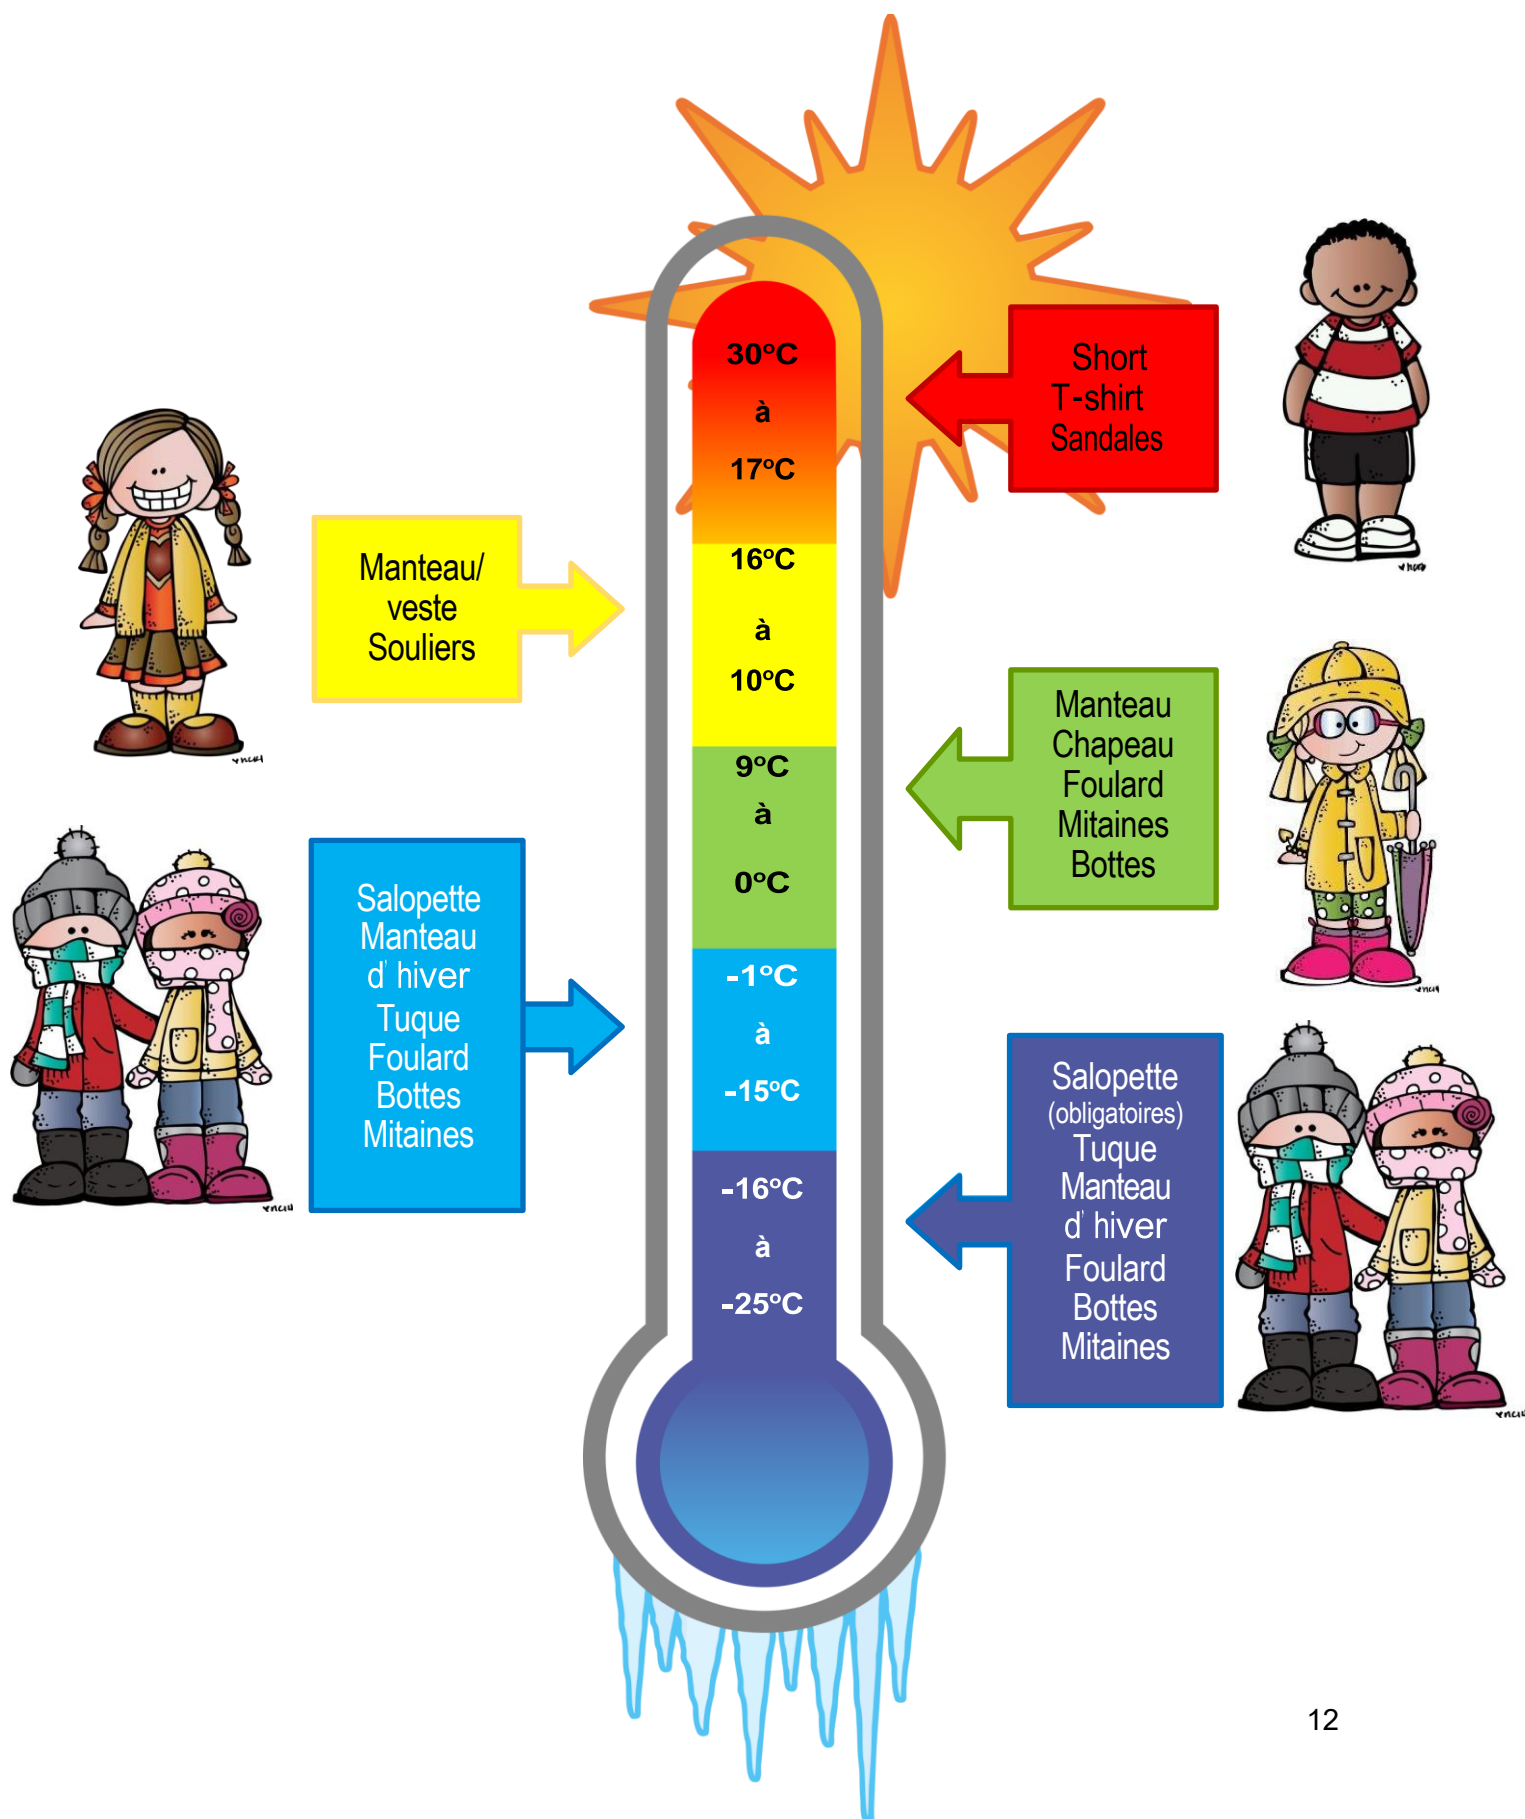 30°C
à
17°C
16°C
à
10°C
9°C
à
0°C
-1°C
à
-15°C
-16°C
à
-25°C
Short
T-shirt
Sandales
Manteau/
veste
Souliers
Manteau
Chapeau
Foulard
Mitaines
Bottes
Salopette
Manteau
d' hiver
Tuque
Foulard
Bottes
Mitaines
Salopette
(obligatoires)
Tuque
Manteau
d' hiver
Foulard
Bottes
Mitaines
12